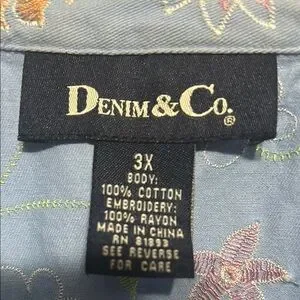 DENIM & CO.®
3X
BODY:
100% COTTON
EMBROIDERY:
100% RAYON
MADE IN CHINA
RN 81893
SEE REVERSE
FOR CARE